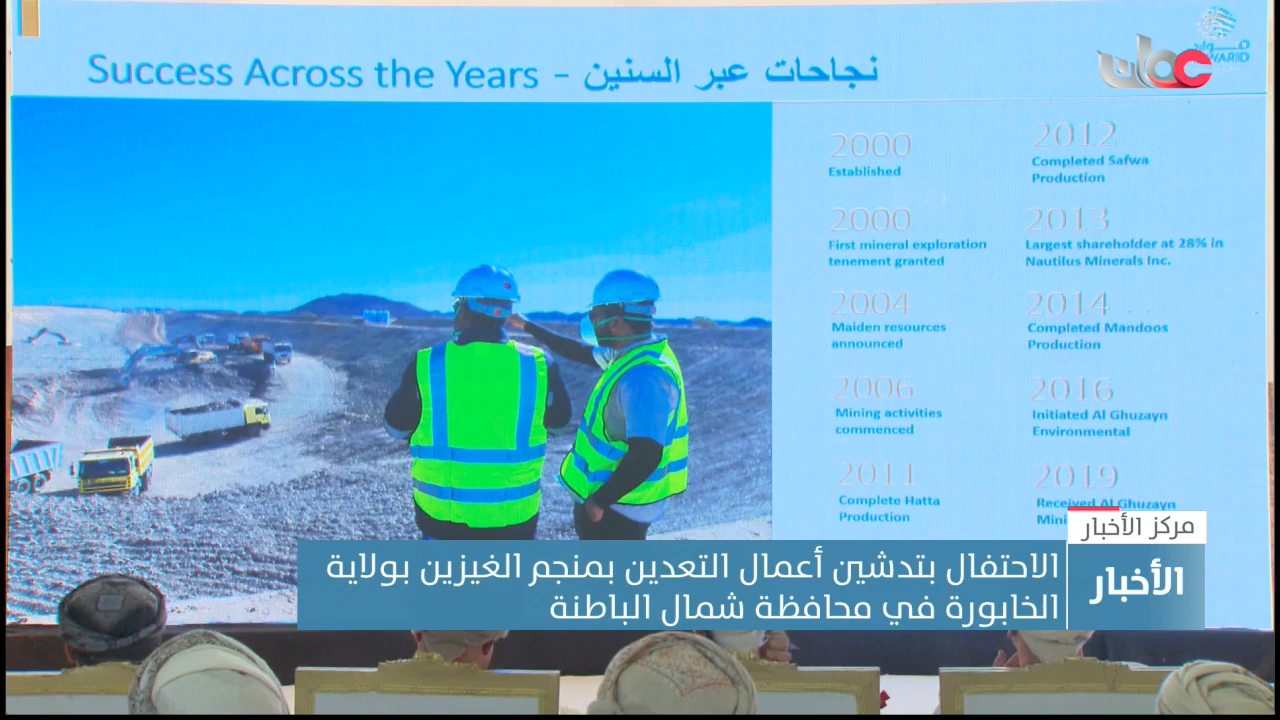 Success Across the Years - نجاحات عبر السنين
عمان
2000
Established
2000
First mineral exploration
tenement granted
2004
Maiden resources
announced
2006
Mining activities
commenced
2011
Complete Hatta
Production
2012
Completed Safwa
Production
2013
Largest shareholder at 28% in
Nautilus Minerals Inc.
2014
Completed Mandoos
Production
2016
Initiated Al Ghuzayn
Environmental
2019
Received Al Ghuzayn
مركز الأخبار
الأخبار
الاحتفال بتدشين أعمال التعدين بمنجم الغيزين بولاية
الخابورة في محافظة شمال الباطنة